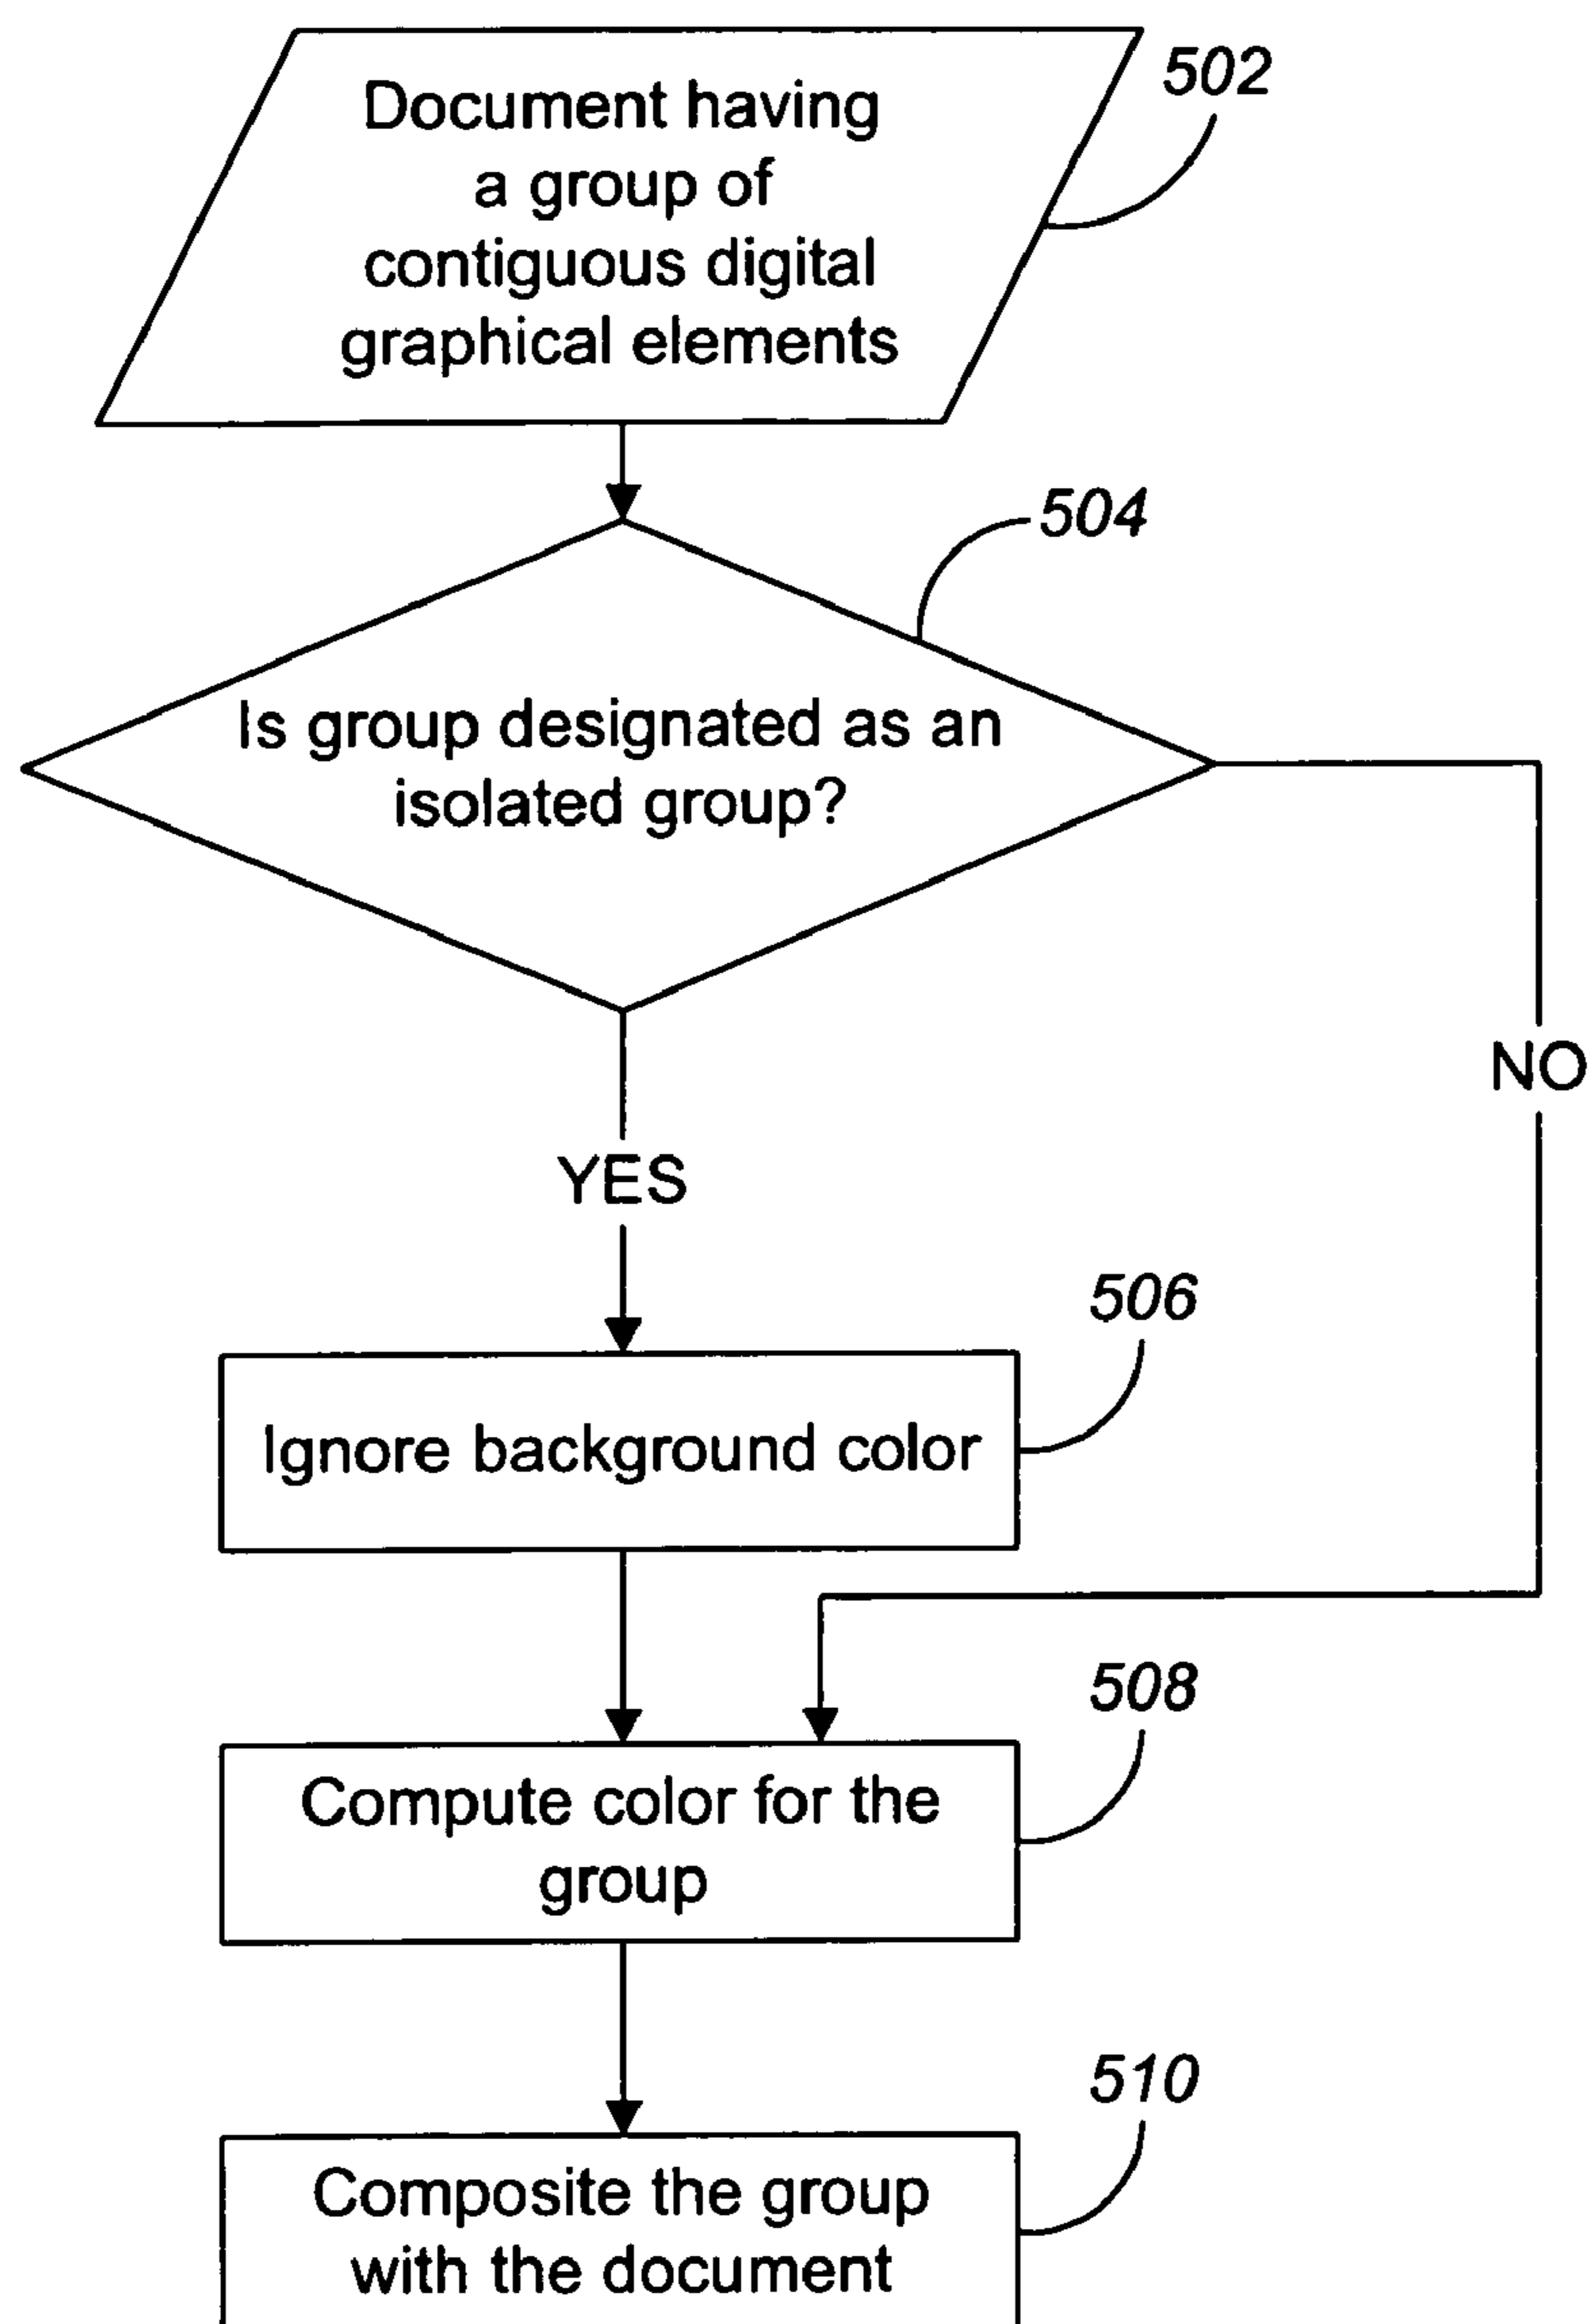 Document having
a group of
contiguous digital
graphical elements
502
504
Is group designated as an
isolated group?
NO
YES
506
Ignore background color
508
Compute color for the
group
510
Composite the group
with the document